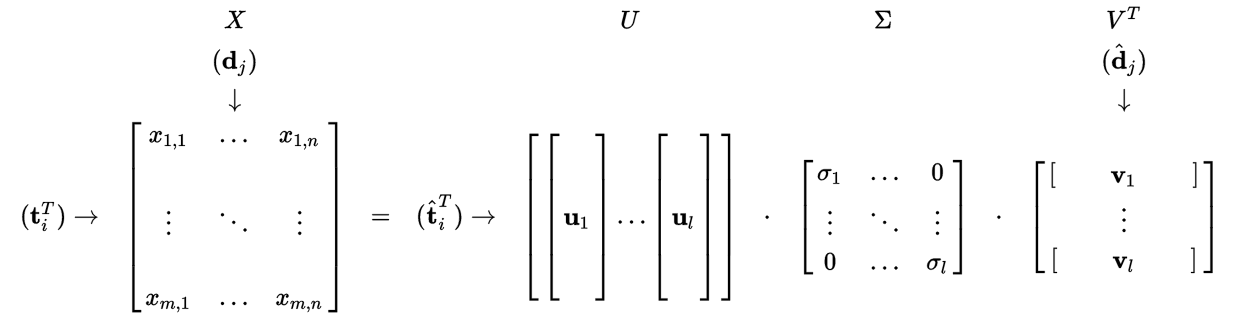 X U Σ V^T
(d_j) (d̂_j)
↓ ↓
(t_i^T) → [ x_{1,1} … x_{1,n} ⋮ ⋱ ⋮ x_{m,1} … x_{m,n} ] = (t̂_i^T) → [ [ u_1 ] … [ u_l ] ] · [ σ_1 … 0 ⋮ ⋱ ⋮ 0 … σ_l ] · [ [ v_1 ] ⋮ [ v_l ] ]